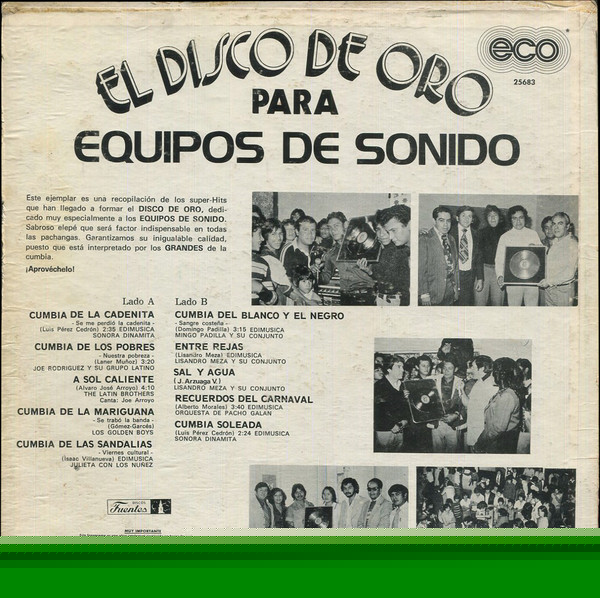 EL DISCO DE ORO
eco
25683
PARA
EQUIPOS DE SONIDO
Este ejemplar es una recopilación de los super-Hits
que han llegado a formar el DISCO DE ORO, dedi-
cado muy especialmente a los EQUIPOS DE SONIDO.
Sabroso elepé que será factor indispensable en todas
las pachangas. Garantizamos su inigualable calidad,
puesto que está interpretado por los GRANDES de la
cumbia.
¡Aprovéchelo!
Lado A
CUMBIA DE LA CADENITA
- Se me perdió la cadenita -
(Luis Pérez Cedrón) 2:35 EDIMUSICA
SONORA DINAMITA
CUMBIA DE LOS POBRES
- Nuestra pobreza -
(Laner Muñoz) 3:20
JOE RODRIGUEZ Y SU GRUPO LATINO
A SOL CALIENTE
(Alvaro José Arroyo) 4:10
THE LATIN BROTHERS
Canta: Joe Arroyo
CUMBIA DE LA MARIGUANA
- Se trabó la banda -
(Gómez-Garcés)
LOS GOLDEN BOYS
CUMBIA DE LAS SANDALIAS
- Viernes cultural -
(Isaac Villanueva) EDIMUSICA
JULIETA CON LOS NUÑEZ
Lado B
CUMBIA DEL BLANCO Y EL NEGRO
- Sangre costeña -
(Domingo Padilla) 3:15 EDIMUSICA
MINGO PADILLA Y SU CONJUNTO
ENTRE REJAS
(Lisandro Meza) EDIMUSICA
LISANDRO MEZA Y SU CONJUNTO
SAL Y AGUA
(J. Arzuaga V.)
LISANDRO MEZA Y SU CONJUNTO
RECUERDOS DEL CARNAVAL
(Alberto Morales) 3:40 EDIMUSICA
ORQUESTA DE PACHO GALAN
CUMBIA SOLEADA
(Luis Pérez Cedrón) 2:24 EDIMUSICA
SONORA DINAMITA
DISCOS
Fuentes
MUY IMPORTANTE